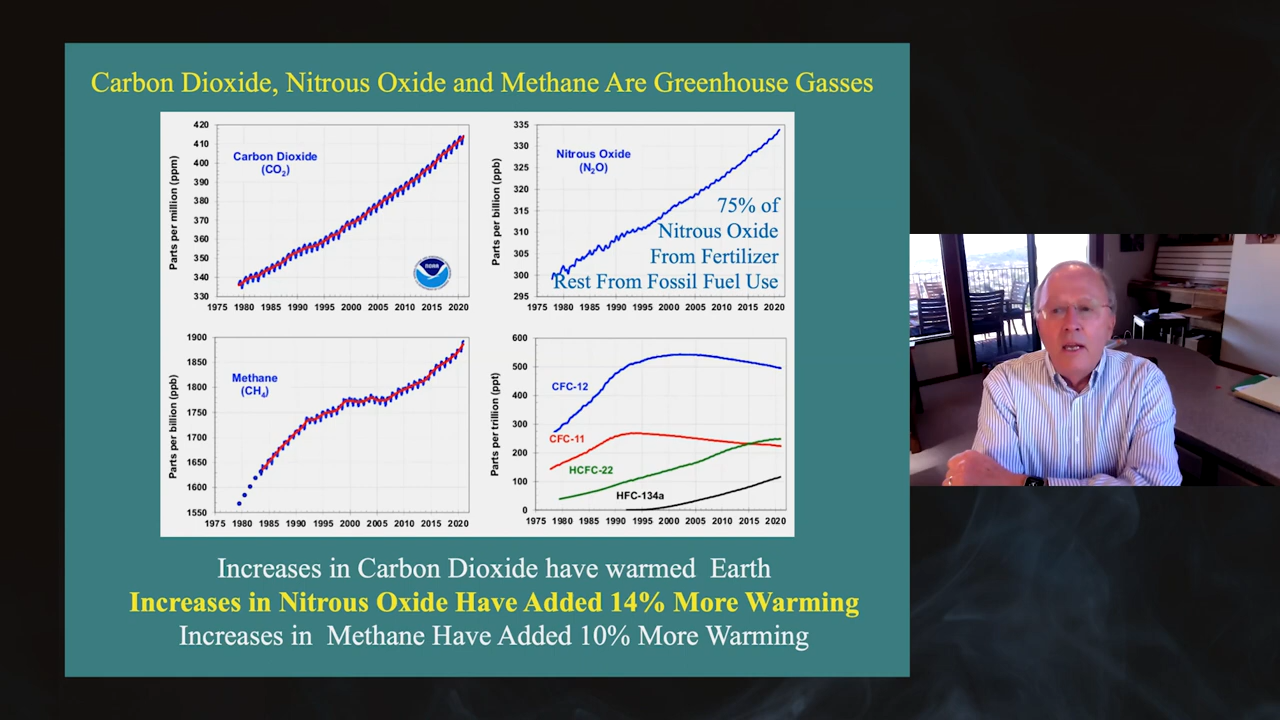 Carbon Dioxide, Nitrous Oxide and Methane Are Greenhouse Gasses
420
410
400
390
380
370
360
350
340
330
Parts per million (ppm)
Carbon Dioxide
(CO2)
NOAA
1975 1980 1985 1990 1995 2000 2005 2010 2015 2020
335
330
325
320
315
310
305
300
295
Parts per billion (ppb)
Nitrous Oxide
(N2O)
75% of
Nitrous Oxide
From Fertilizer
Rest From Fossil Fuel Use
1975 1980 1985 1990 1995 2000 2005 2010 2015 2020
1900
1850
1800
1750
1700
1650
1600
1550
Parts per billion (ppb)
Methane
(CH4)
1975 1980 1985 1990 1995 2000 2005 2010 2015 2020
600
500
400
300
200
100
0
Parts per trillion (ppt)
CFC-12
CFC-11
HCFC-22
HFC-134a
1975 1980 1985 1990 1995 2000 2005 2010 2015 2020
Increases in Carbon Dioxide have warmed Earth
Increases in Nitrous Oxide Have Added 14% More Warming
Increases in Methane Have Added 10% More Warming